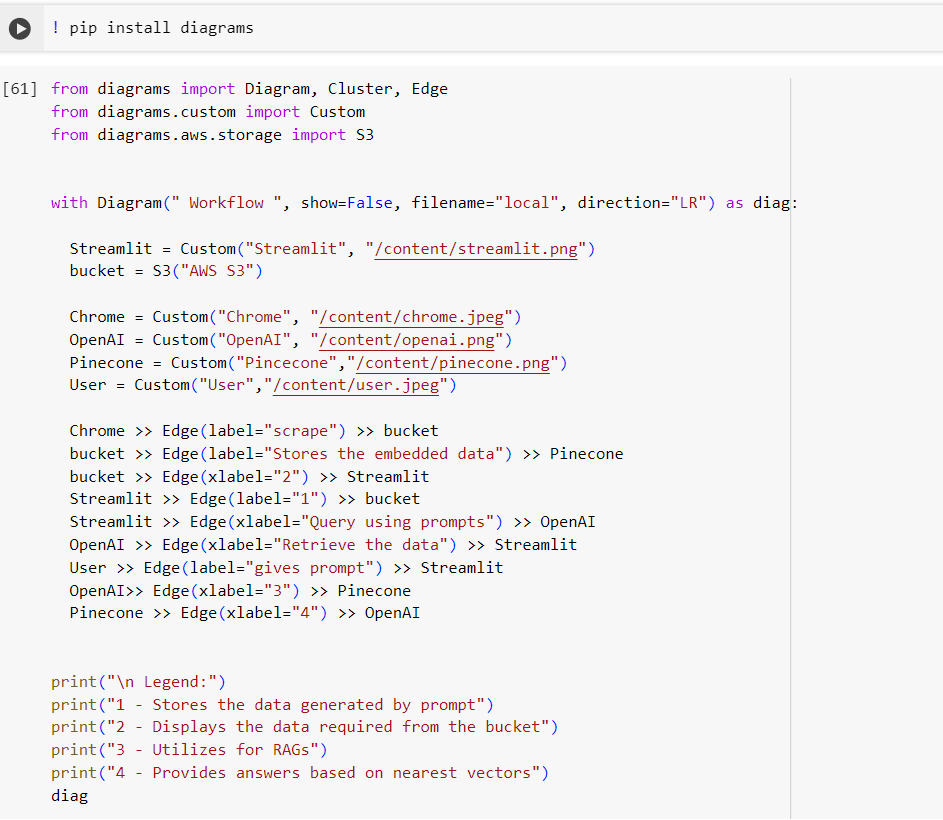 ! pip install diagrams
[61] from diagrams import Diagram, Cluster, Edge
from diagrams.custom import Custom
from diagrams.aws.storage import S3
with Diagram(" Workflow ", show=False, filename="local", direction="LR") as diag:
Streamlit = Custom("Streamlit", "/content/streamlit.png")
bucket = S3("AWS S3")
Chrome = Custom("Chrome", "/content/chrome.jpeg")
OpenAI = Custom("OpenAI", "/content/openai.png")
Pinecone = Custom("Pincecone","/content/pinecone.png")
User = Custom("User","/content/user.jpeg")
Chrome >> Edge(label="scrape") >> bucket
bucket >> Edge(label="Stores the embedded data") >> Pinecone
bucket >> Edge(xlabel="2") >> Streamlit
Streamlit >> Edge(label="1") >> bucket
Streamlit >> Edge(xlabel="Query using prompts") >> OpenAI
OpenAI >> Edge(xlabel="Retrieve the data") >> Streamlit
User >> Edge(label="gives prompt") >> Streamlit
OpenAI>> Edge(xlabel="3") >> Pinecone
Pinecone >> Edge(xlabel="4") >> OpenAI
print("\n Legend:")
print("1 - Stores the data generated by prompt")
print("2 - Displays the data required from the bucket")
print("3 - Utilizes for RAGs")
print("4 - Provides answers based on nearest vectors")
diag